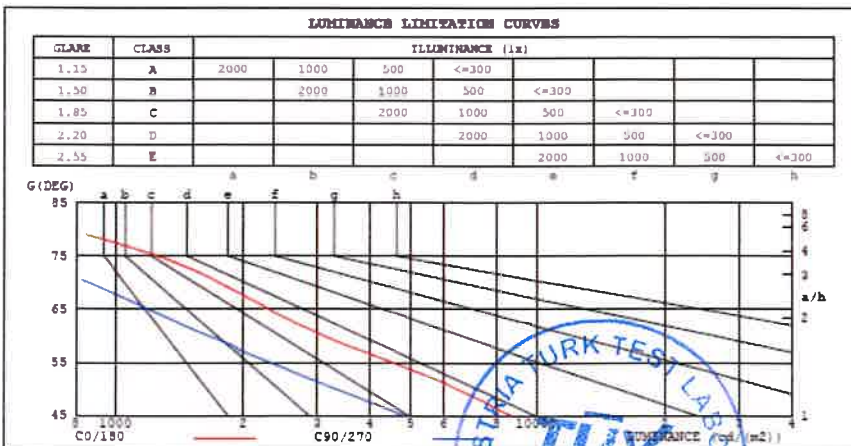 LUMINANCE LIMITATION CURVES
GLARE CLASS ILLUMINANCE (lx)
1.15 A 2000 1000 500 <=300
1.50 B 2000 1000 500 <=300
1.85 C 2000 1000 500 <=300
2.20 D 2000 1000 500 <=300
2.55 E 2000 1000 500 <=300
a b c d e f g h
G(DEG)
a b c d e f g h
85
75
65
55
45
8
6
4
3
a/h
2
1
8 1000 2 3 4 5 6 8 2 3 4
C0/180 C90/270 LUMINANCE (cd/(m2))
TURK TEST LAB